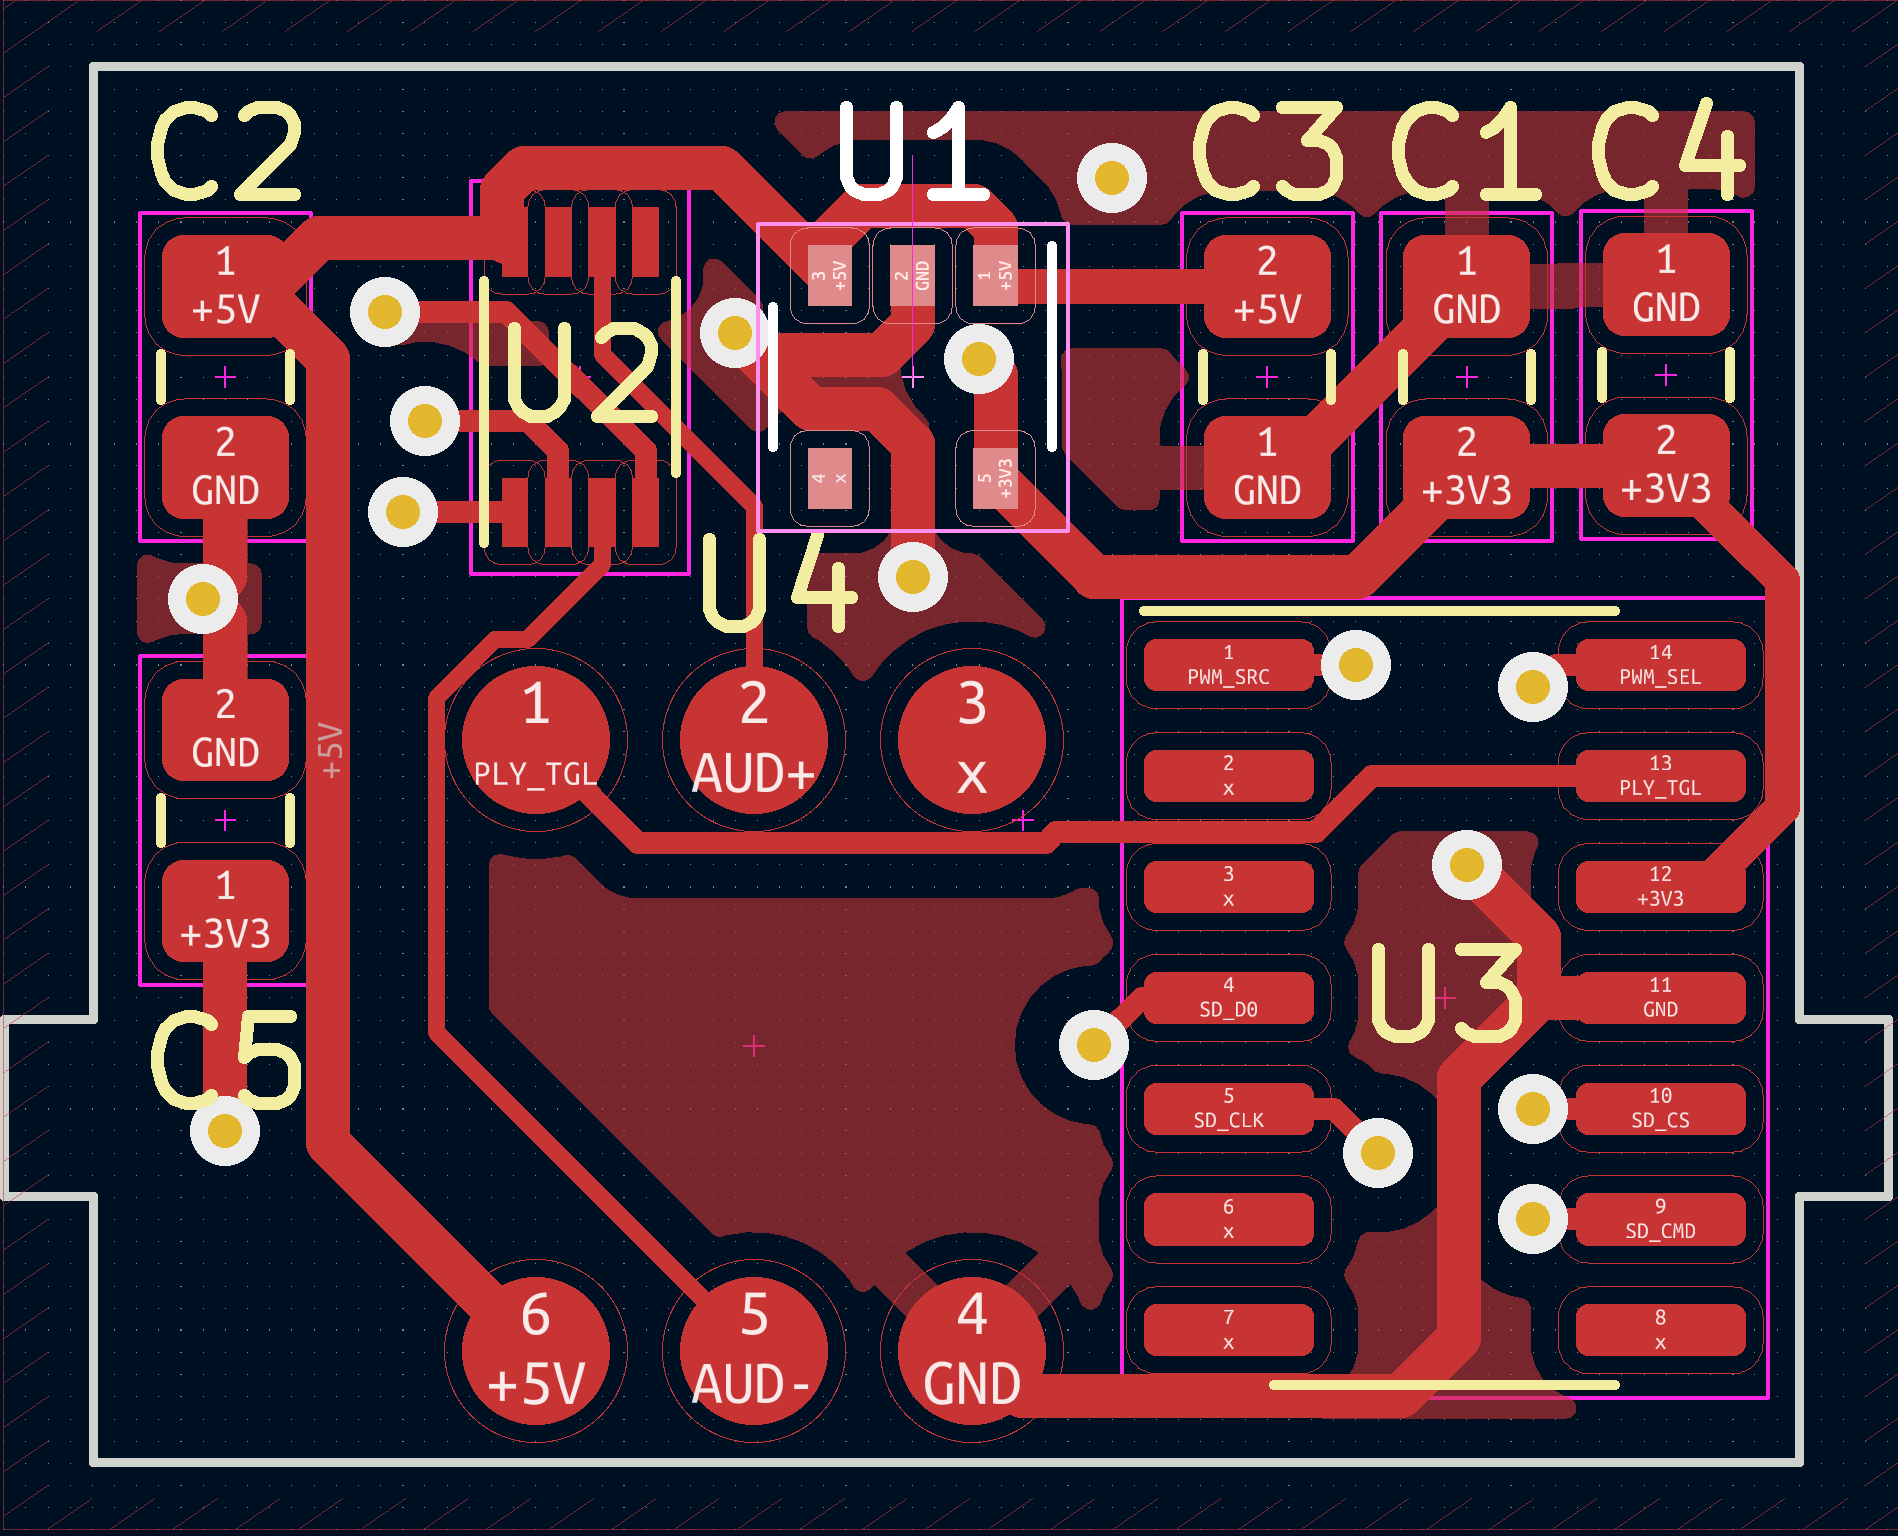 C2
U1
C3
C1
C4
1
+5V
2
GND
U2
3
+5V
2
GND
1
+5V
4
x
5
+3V3
2
+5V
1
GND
1
GND
2
+3V3
1
GND
2
+3V3
2
GND
1
+3V3
C5
+5V
U4
1
PLY_TGL
2
AUD+
3
x
6
+5V
5
AUD-
4
GND
U3
1
PWM_SRC
2
x
3
x
4
SD_D0
5
SD_CLK
6
x
7
x
14
PWM_SEL
13
PLY_TGL
12
+3V3
11
GND
10
SD_CS
9
SD_CMD
8
x